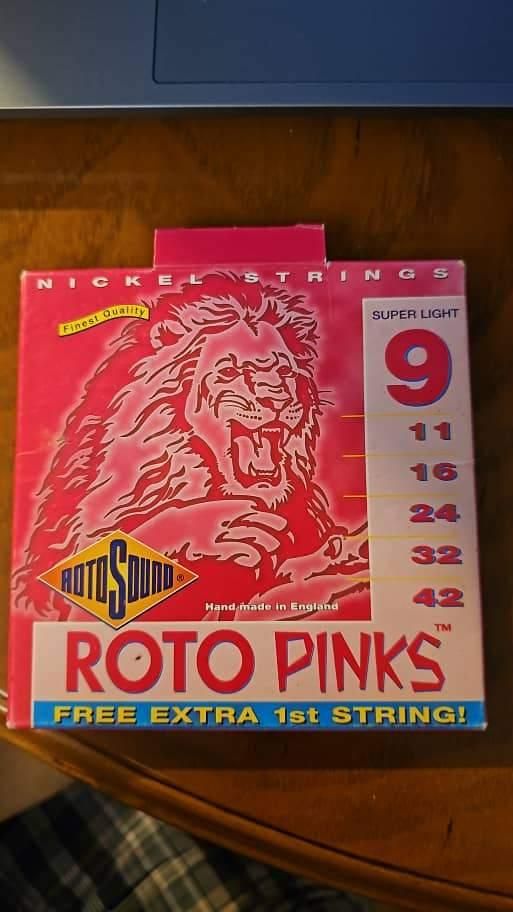 NICKEL STRINGS
Finest Quality
SUPER LIGHT
9
11
16
24
32
42
ROTOSOUND®
Hand made in England
ROTO PINKS™
FREE EXTRA 1st STRING!